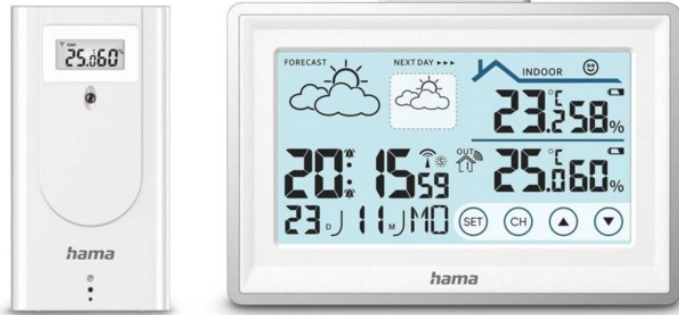 25.0 60%
hama
FORECAST
NEXT DAY ►►►
INDOOR
23.2°C 58%
20:15 59
OUT
25.0°C 60%
23 D 11 M MO
SET
CH
hama